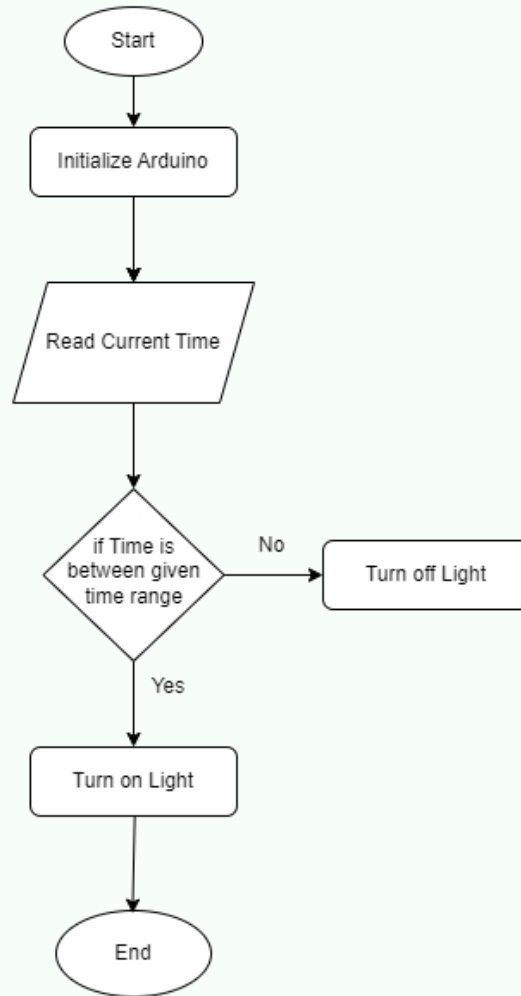 Start
Initialize Arduino
Read Current Time
if Time is
between given
time range
No
Turn off Light
Yes
Turn on Light
End